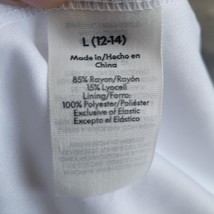 L (12-14)
Made in/Hecho en
China
85% Rayon/Rayón
15% Lyocell
Lining/Forro:
100% Polyester/Poliéster
Exclusive of Elastic
Excepto el Elástico